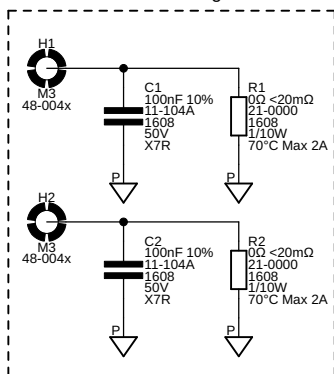 H1
M3
48-004x
C1
100nF 10%
11-104A
1608
50V
X7R
R1
0Ω <20mΩ
21-0000
1608
1/10W
70°C Max 2A
P
P
H2
M3
48-004x
C2
100nF 10%
11-104A
1608
50V
X7R
R2
0Ω <20mΩ
21-0000
1608
1/10W
70°C Max 2A
P
P